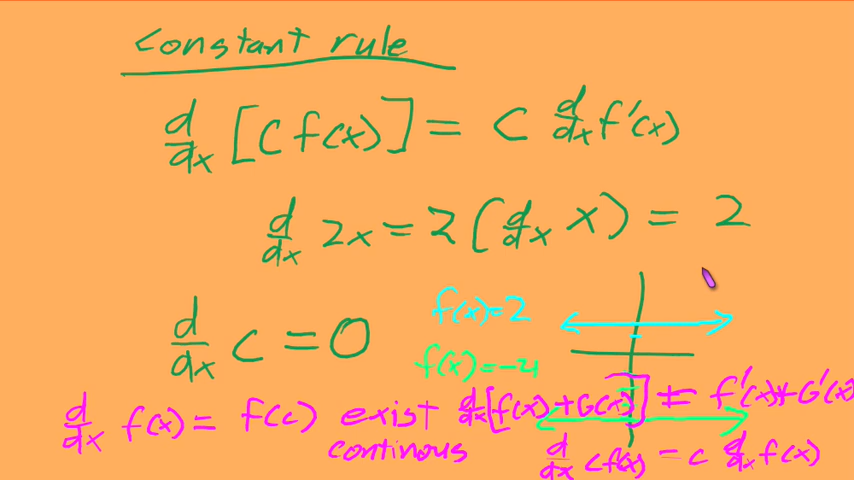 constant rule
d/dx [c f(x)] = c d/dx f'(x)
d/dx 2x = 2 (d/dx x) = 2
f(x)=2
d/dx c = 0
f(x)=-4
d/dx f(x) = f(c) exist d/dx[f(x)+G(x)] = f'(x)+G'(x)
continous
d/dx cf(x) = c d/dx f(x)